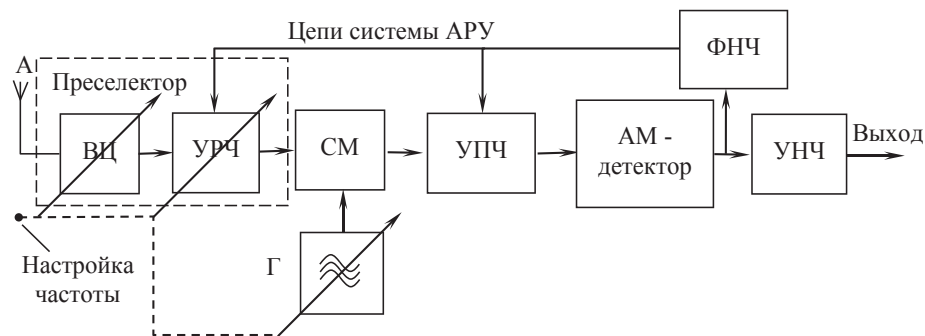 Цепи системы АРУ
ФНЧ
А
Преселектор
ВЦ
УРЧ
СМ
УПЧ
АМ -
детектор
УНЧ
Выход
Настройка
частоты
Г